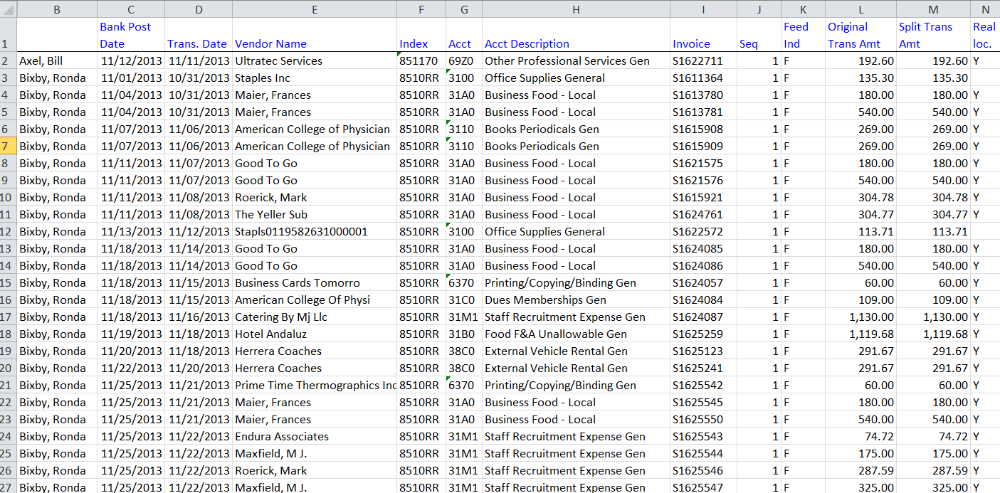 B C D E F G H I J K L M N
Bank Post Feed Original Split Trans Real
1 Date Trans. Date Vendor Name Index Acct Acct Description Invoice Seq Ind Trans Amt Amt loc.
2 Axel, Bill 11/12/2013 11/11/2013 Ultratec Services 851170 69Z0 Other Professional Services Gen S1622711 1 F 192.60 192.60 Y
3 Bixby, Ronda 11/01/2013 10/31/2013 Staples Inc 8510RR 3100 Office Supplies General S1611364 1 F 135.30 135.30
4 Bixby, Ronda 11/04/2013 10/31/2013 Maier, Frances 8510RR 31A0 Business Food - Local S1613780 1 F 180.00 180.00 Y
5 Bixby, Ronda 11/04/2013 10/31/2013 Maier, Frances 8510RR 31A0 Business Food - Local S1613781 1 F 540.00 540.00 Y
6 Bixby, Ronda 11/07/2013 11/06/2013 American College of Physician 8510RR 3110 Books Periodicals Gen S1615908 1 F 269.00 269.00 Y
7 Bixby, Ronda 11/07/2013 11/06/2013 American College of Physician 8510RR 3110 Books Periodicals Gen S1615909 1 F 269.00 269.00 Y
8 Bixby, Ronda 11/11/2013 11/07/2013 Good To Go 8510RR 31A0 Business Food - Local S1621575 1 F 180.00 180.00 Y
9 Bixby, Ronda 11/11/2013 11/07/2013 Good To Go 8510RR 31A0 Business Food - Local S1621576 1 F 540.00 540.00 Y
10 Bixby, Ronda 11/11/2013 11/08/2013 Roerick, Mark 8510RR 31A0 Business Food - Local S1615921 1 F 304.78 304.78 Y
11 Bixby, Ronda 11/11/2013 11/08/2013 The Yeller Sub 8510RR 31A0 Business Food - Local S1624761 1 F 304.77 304.77 Y
12 Bixby, Ronda 11/13/2013 11/12/2013 Stapls0119582631000001 8510RR 3100 Office Supplies General S1622572 1 F 113.71 113.71
13 Bixby, Ronda 11/18/2013 11/14/2013 Good To Go 8510RR 31A0 Business Food - Local S1624085 1 F 180.00 180.00 Y
14 Bixby, Ronda 11/18/2013 11/14/2013 Good To Go 8510RR 31A0 Business Food - Local S1624086 1 F 540.00 540.00 Y
15 Bixby, Ronda 11/18/2013 11/15/2013 Business Cards Tomorro 8510RR 6370 Printing/Copying/Binding Gen S1624057 1 F 60.00 60.00 Y
16 Bixby, Ronda 11/18/2013 11/15/2013 American College Of Physi 8510RR 31C0 Dues Memberships Gen S1624084 1 F 109.00 109.00 Y
17 Bixby, Ronda 11/18/2013 11/16/2013 Catering By Mj Llc 8510RR 31M1 Staff Recruitment Expense Gen S1624087 1 F 1,130.00 1,130.00 Y
18 Bixby, Ronda 11/19/2013 11/18/2013 Hotel Andaluz 8510RR 31B0 Food F&A Unallowable Gen S1625259 1 F 1,119.68 1,119.68 Y
19 Bixby, Ronda 11/20/2013 11/18/2013 Herrera Coaches 8510RR 38C0 External Vehicle Rental Gen S1625123 1 F 291.67 291.67 Y
20 Bixby, Ronda 11/22/2013 11/20/2013 Herrera Coaches 8510RR 38C0 External Vehicle Rental Gen S1625241 1 F 291.67 291.67 Y
21 Bixby, Ronda 11/25/2013 11/21/2013 Prime Time Thermographics Inc 8510RR 6370 Printing/Copying/Binding Gen S1625542 1 F 60.00 60.00 Y
22 Bixby, Ronda 11/25/2013 11/21/2013 Maier, Frances 8510RR 31A0 Business Food - Local S1625545 1 F 180.00 180.00 Y
23 Bixby, Ronda 11/25/2013 11/21/2013 Maier, Frances 8510RR 31A0 Business Food - Local S1625550 1 F 540.00 540.00 Y
24 Bixby, Ronda 11/25/2013 11/22/2013 Endura Associates 8510RR 31M1 Staff Recruitment Expense Gen S1625543 1 F 74.72 74.72 Y
25 Bixby, Ronda 11/25/2013 11/22/2013 Maxfield, M J. 8510RR 31M1 Staff Recruitment Expense Gen S1625544 1 F 175.00 175.00 Y
26 Bixby, Ronda 11/25/2013 11/22/2013 Roerick, Mark 8510RR 31M1 Staff Recruitment Expense Gen S1625546 1 F 287.59 287.59 Y
27 Bixby, Ronda 11/25/2013 11/22/2013 Maxfield, M J. 8510RR 31M1 Staff Recruitment Expense Gen S1625547 1 F 325.00 325.00 Y